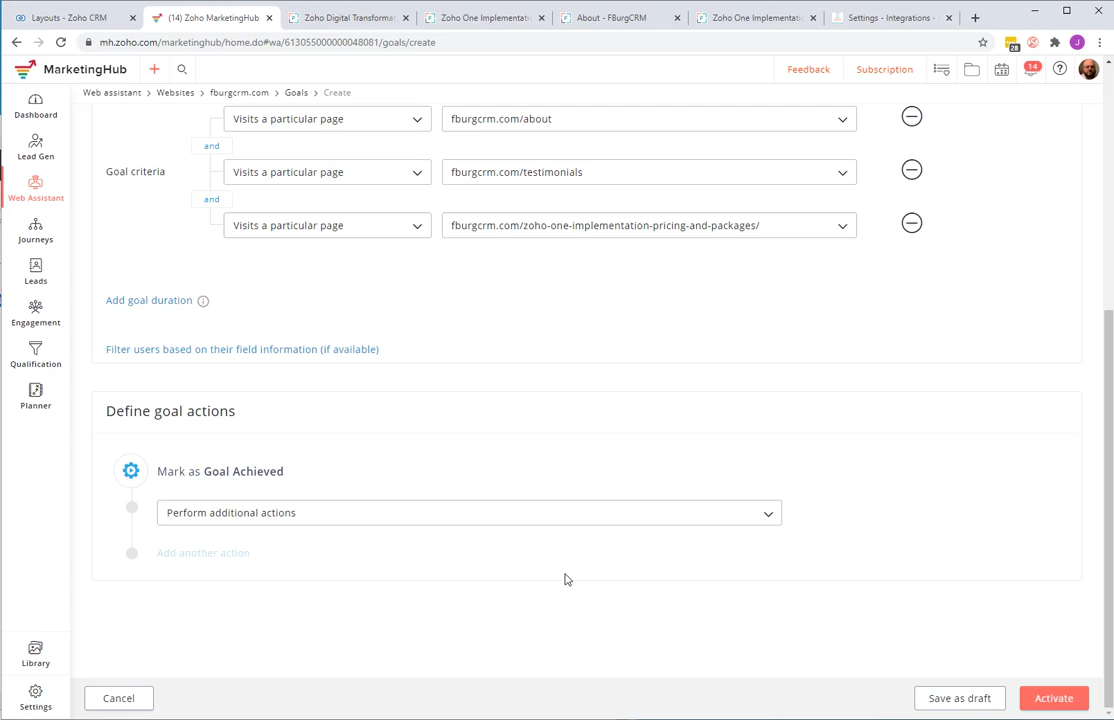 Layouts - Zoho CRM
(14) Zoho MarketingHub
Zoho Digital Transforma
Zoho One Implementatic
About - FBurgCRM
Zoho One Implementatic
Settings - Integrations -
mh.zoho.com/marketinghub/home.do#wa/613055000000048081/goals/create
28
J
MarketingHub
Feedback
Subscription
14
Web assistant > Websites > fburgcrm.com > Goals > Create
Dashboard
Lead Gen
Web Assistant
Journeys
Leads
Engagement
Qualification
Planner
Library
Settings
Goal criteria
Visits a particular page
fburgcrm.com/about
and
Visits a particular page
fburgcrm.com/testimonials
and
Visits a particular page
fburgcrm.com/zoho-one-implementation-pricing-and-packages/
Add goal duration
Filter users based on their field information (if available)
Define goal actions
Mark as Goal Achieved
Perform additional actions
Add another action
Cancel
Save as draft
Activate